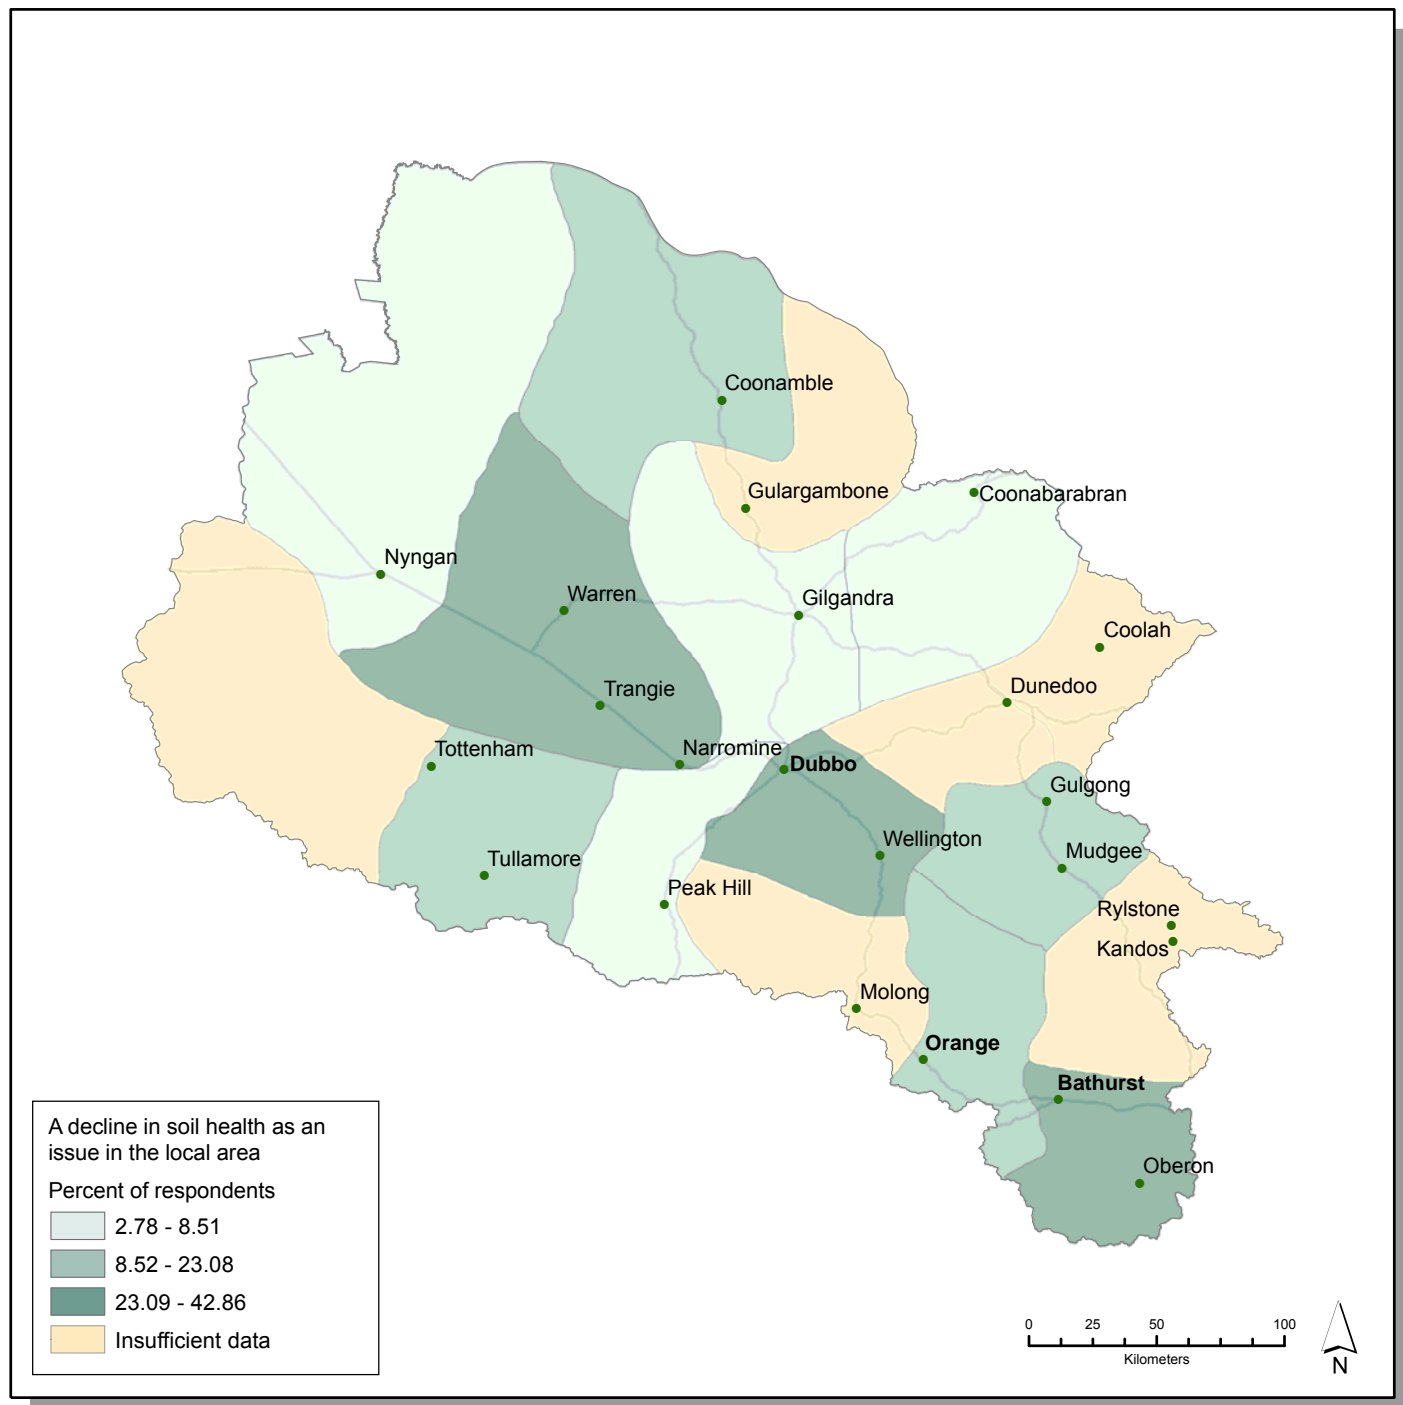 Coonamble
Gulargambone
Coonabarabran
Nyngan
Warren
Gilgandra
Coolah
Trangie
Dunedoo
Tottenham
Narromine
Dubbo
Gulgong
Wellington
Mudgee
Tullamore
Peak Hill
Rylstone
Kandos
Molong
Orange
Bathurst
Oberon
A decline in soil health as an
issue in the local area
Percent of respondents
2.78 - 8.51
8.52 - 23.08
23.09 - 42.86
Insufficient data
0 25 50 100
Kilometers
N